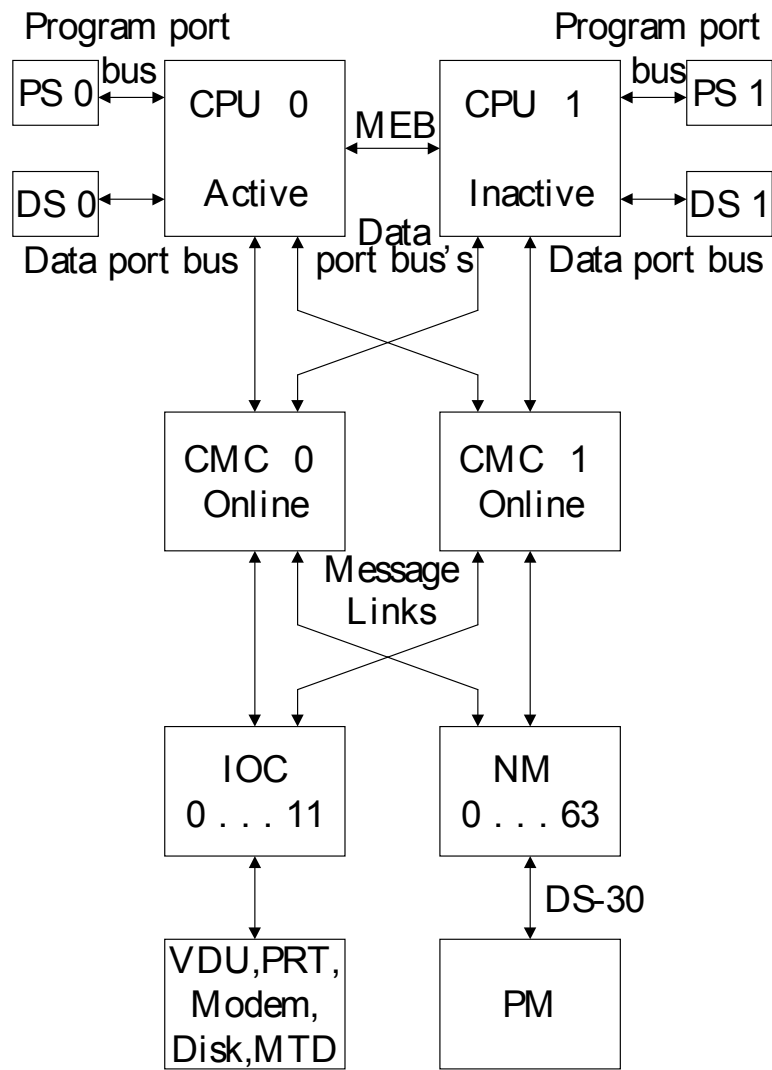 Program port
bus
Program port
bus
PS 0
CPU 0
MEB
CPU 1
PS 1
DS 0
Active
Inactive
DS 1
Data port bus
Data
port bus's
Data port bus
CMC 0
Online
CMC 1
Online
Message
Links
IOC
0 . . . 11
NM
0 . . . 63
DS-30
VDU,PRT,
Modem,
Disk,MTD
PM